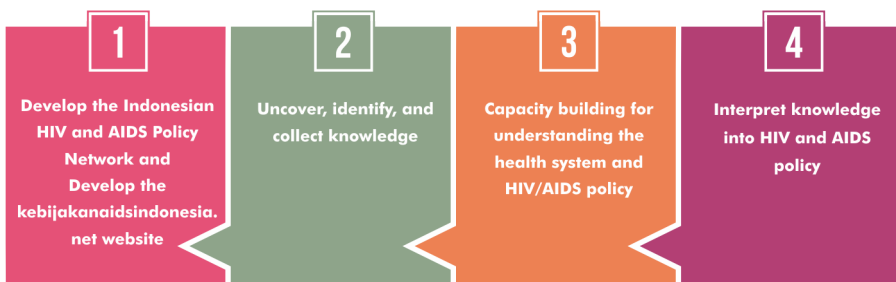 1
Develop the Indonesian
HIV and AIDS Policy
Network and
Develop the
kebijakanaidsindonesia.
net website
2
Uncover, identify, and
collect knowledge
3
Capacity building for
understanding the
health system and
HIV/AIDS policy
4
Interpret knowledge
into HIV and AIDS
policy